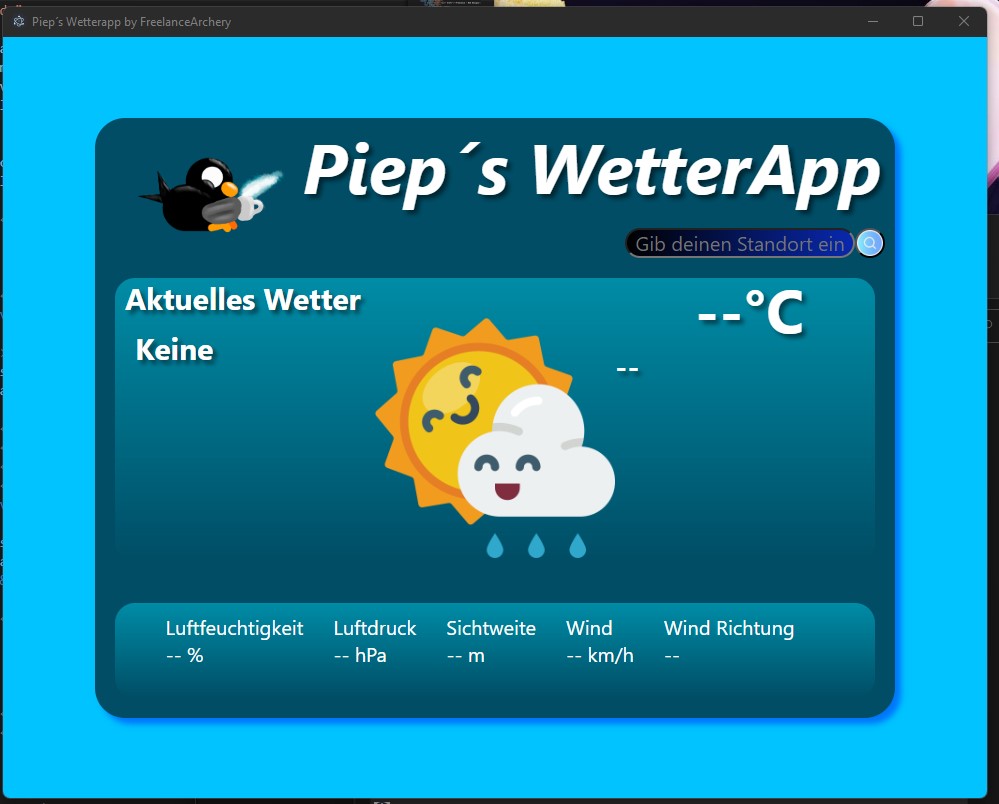 Piep´s Wetterapp by FreelanceArchery
Piep´s WetterApp
Gib deinen Standort ein
Aktuelles Wetter
--°C
Keine
--
Luftfeuchtigkeit Luftdruck Sichtweite Wind Wind Richtung
-- % -- hPa -- m -- km/h --